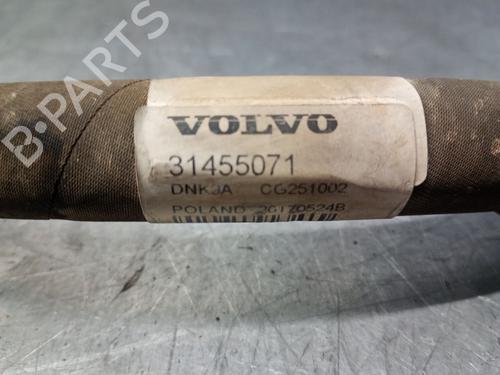 VOLVO
31455071
DNKJA CG251002
POLAND 20170524B
B-PARTS